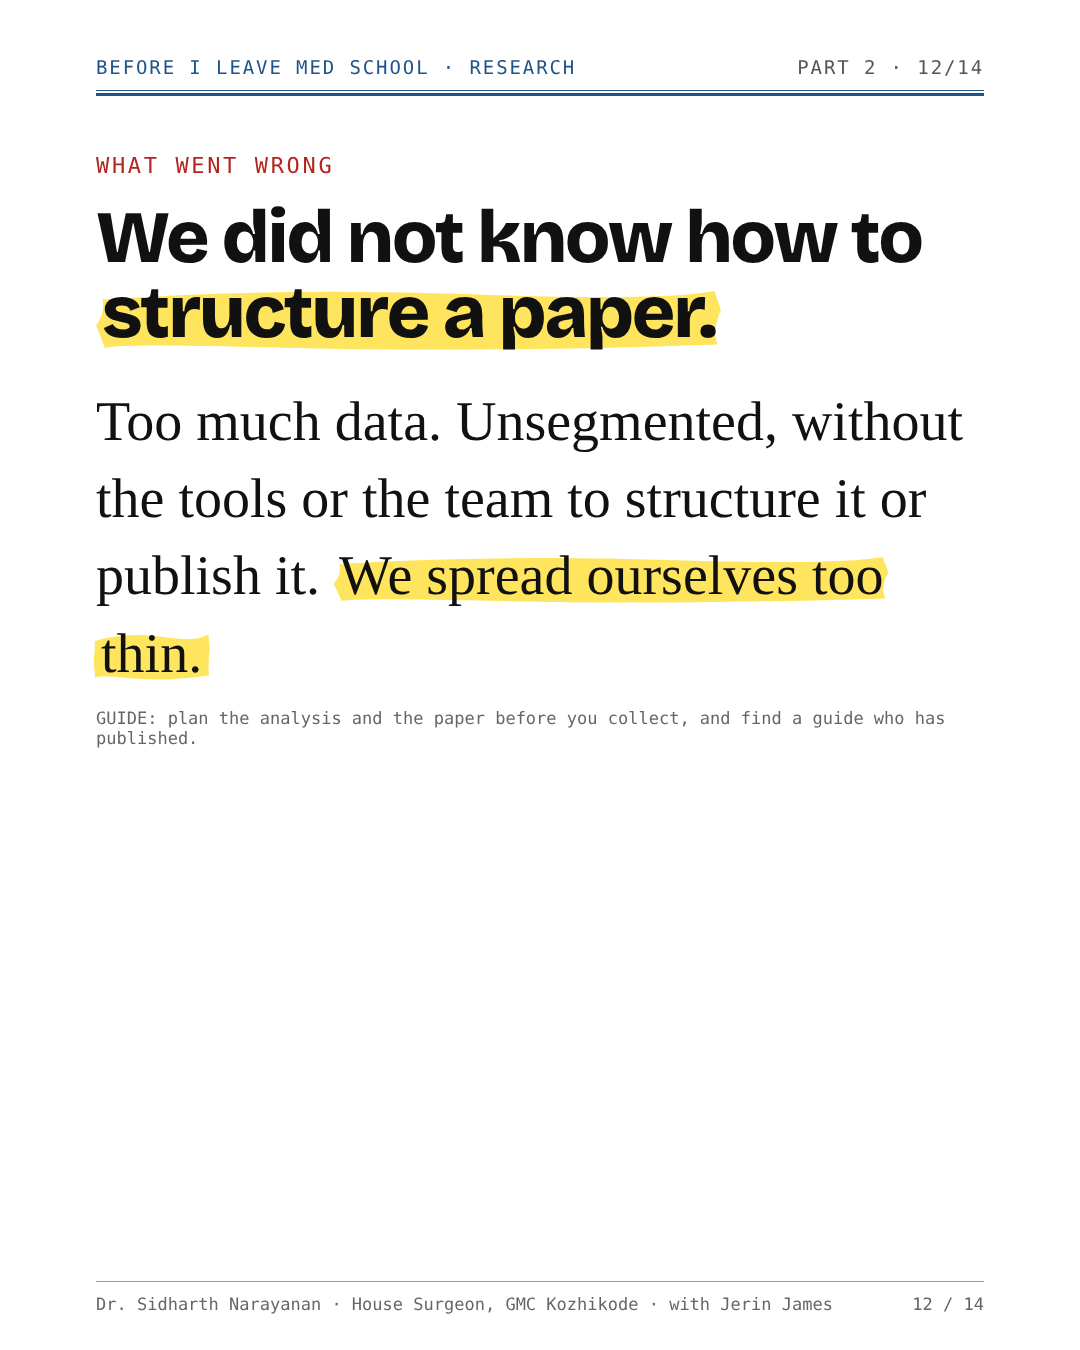 BEFORE I LEAVE MED SCHOOL · RESEARCH
PART 2 · 12/14
WHAT WENT WRONG
We did not know how to
structure a paper.
Too much data. Unsegmented, without
the tools or the team to structure it or
publish it. We spread ourselves too
thin.
GUIDE: plan the analysis and the paper before you collect, and find a guide who has
published.
Dr. Sidharth Narayanan · House Surgeon, GMC Kozhikode · with Jerin James
12 / 14